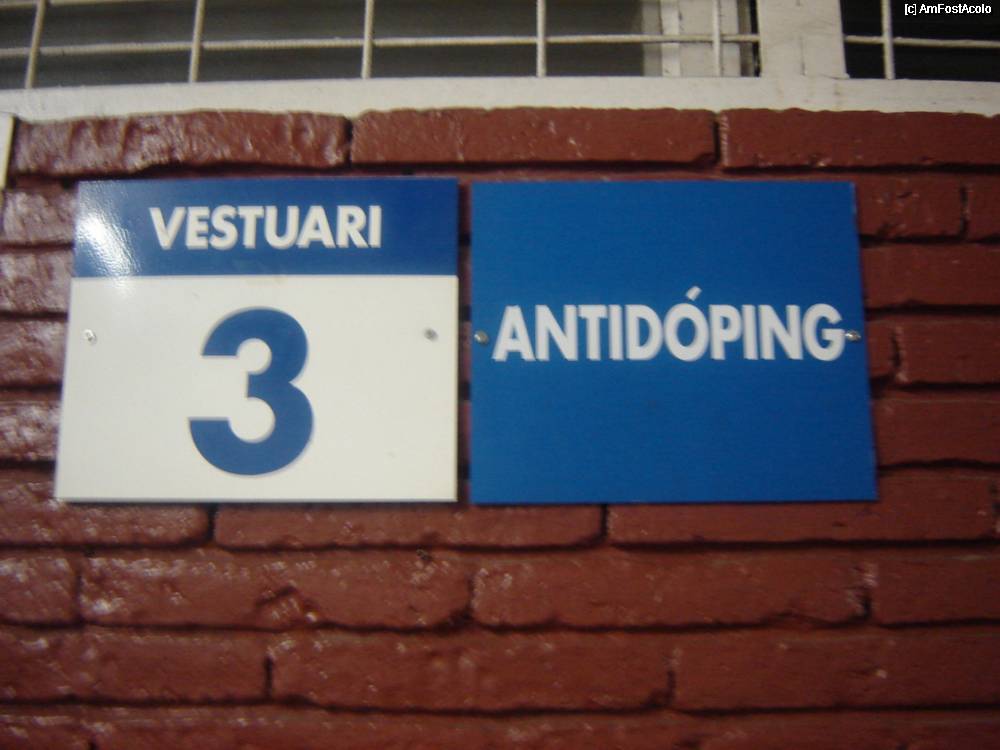 [c] AmFostAcolo
VESTUARI
3
ANTIDÓPING